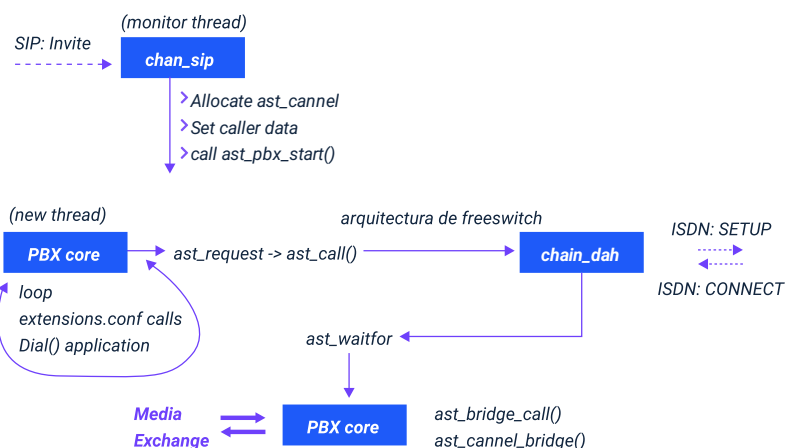 (monitor thread)
SIP: Invite
chan_sip
Allocate ast_cannel
Set caller data
call ast_pbx_start()
(new thread)
arquitectura de freeswitch
PBX core
ast_request -> ast_call()
chain_dah
ISDN: SETUP
ISDN: CONNECT
loop
extensions.conf calls
Dial() application
ast_waitfor
Media
Exchange
PBX core
ast_bridge_call()
ast_cannel_bridge()